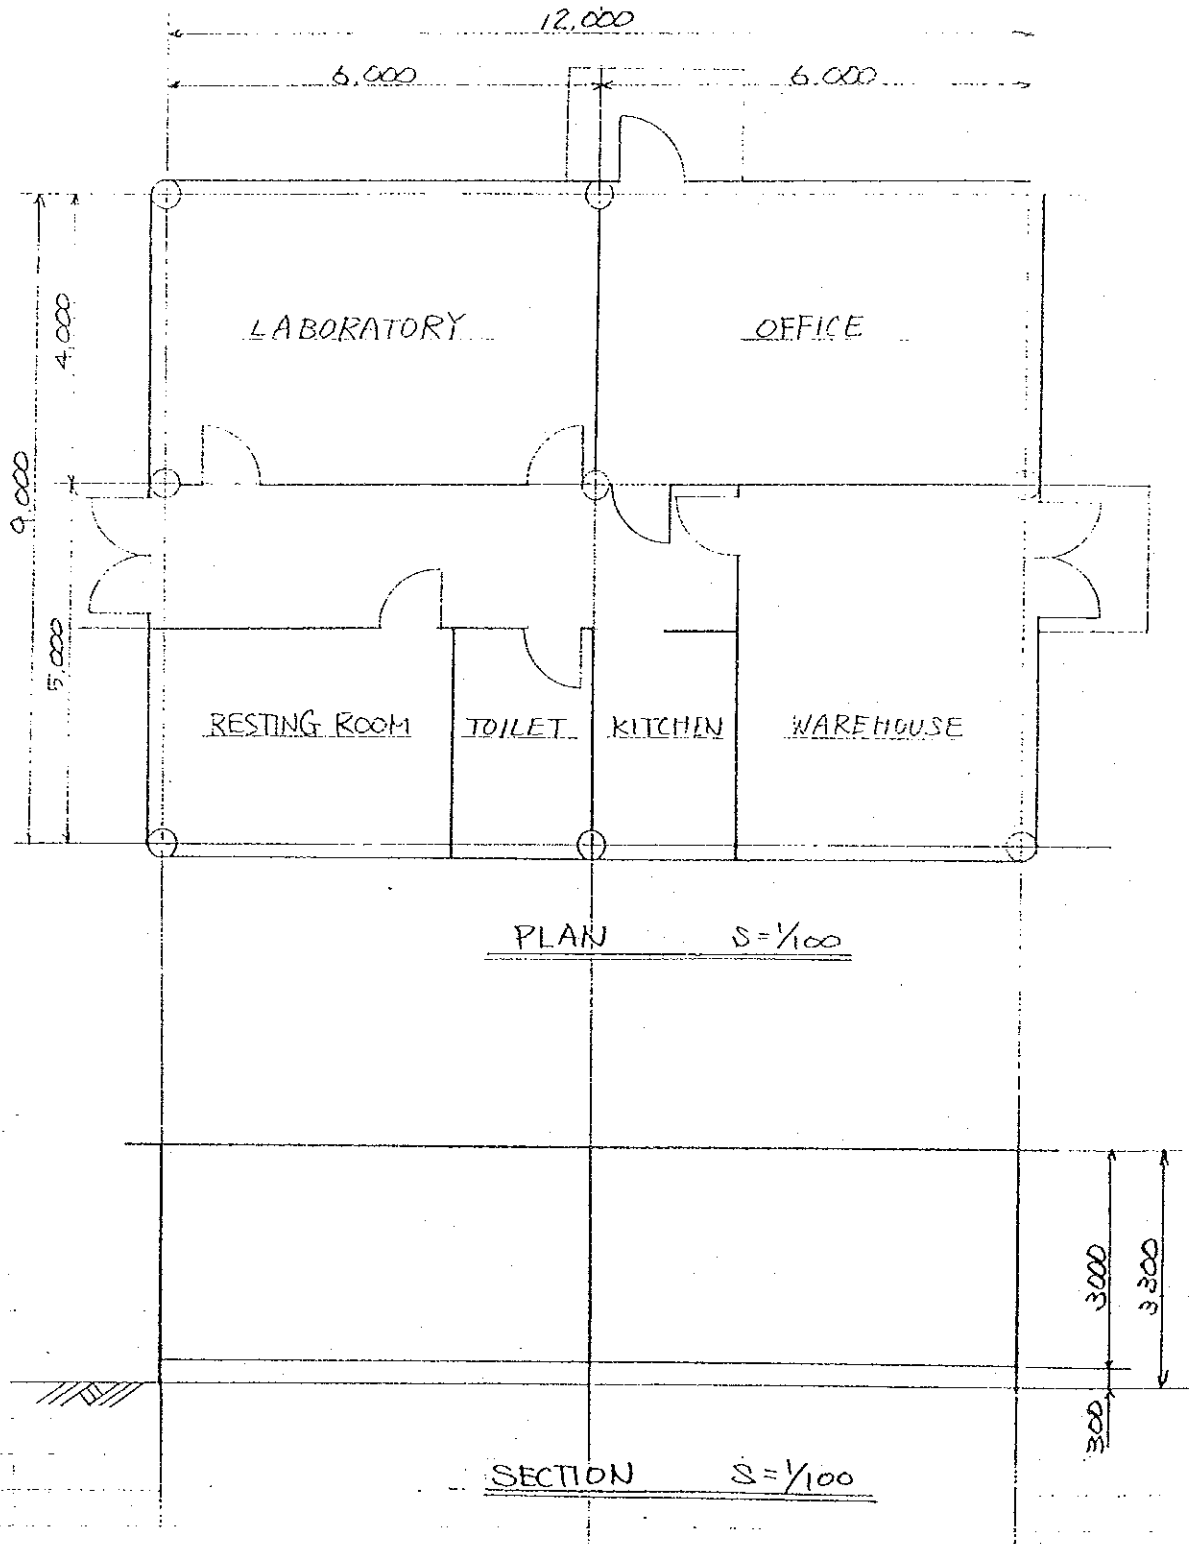 12,000
6,000 6,000
4,000
9,000
5,000
LABORATORY OFFICE
RESTING ROOM TOILET KITCHEN WAREHOUSE
PLAN S=1/100
3000
3300
300
SECTION S=1/100